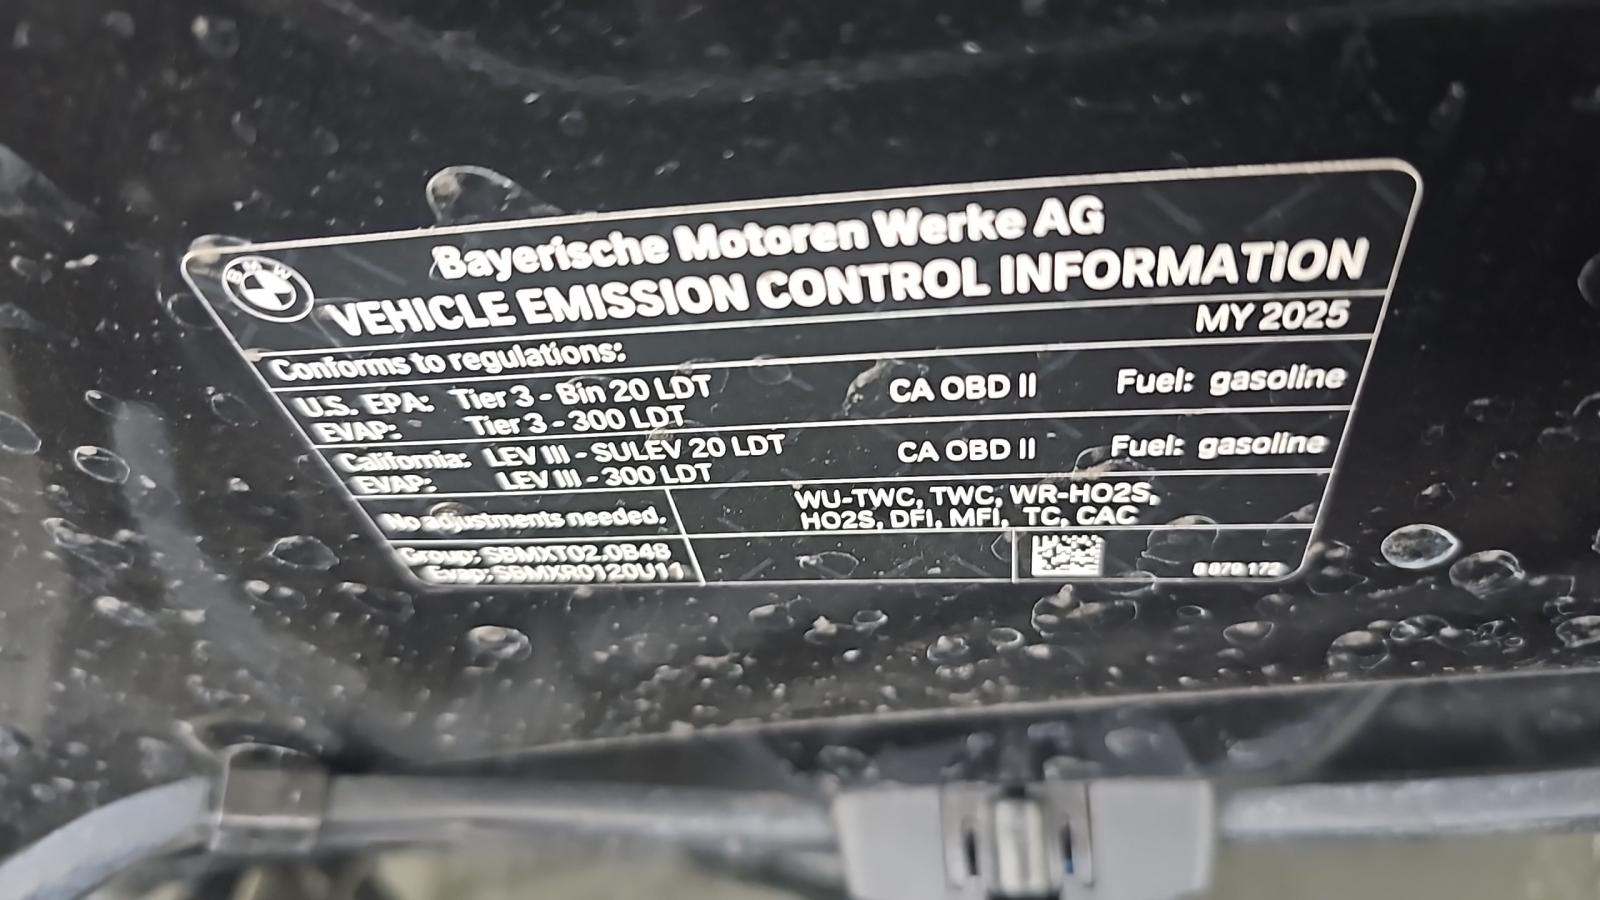 BMW
Bayerische Motoren Werke AG
VEHICLE EMISSION CONTROL INFORMATION
MY 2025
Conforms to regulations:
U.S. EPA: Tier 3 - Bin 20 LDT CA OBD II Fuel: gasoline
EVAP: Tier 3 - 300 LDT
California: LEV III - SULEV 20 LDT CA OBD II Fuel: gasoline
EVAP: LEV III - 300 LDT
No adjustments needed. WU-TWC, TWC, WR-HO2S,
HO2S, DFI, MFI, TC, CAC
Group: SBMXT02.0B48
Evap: SBMXR0120U11